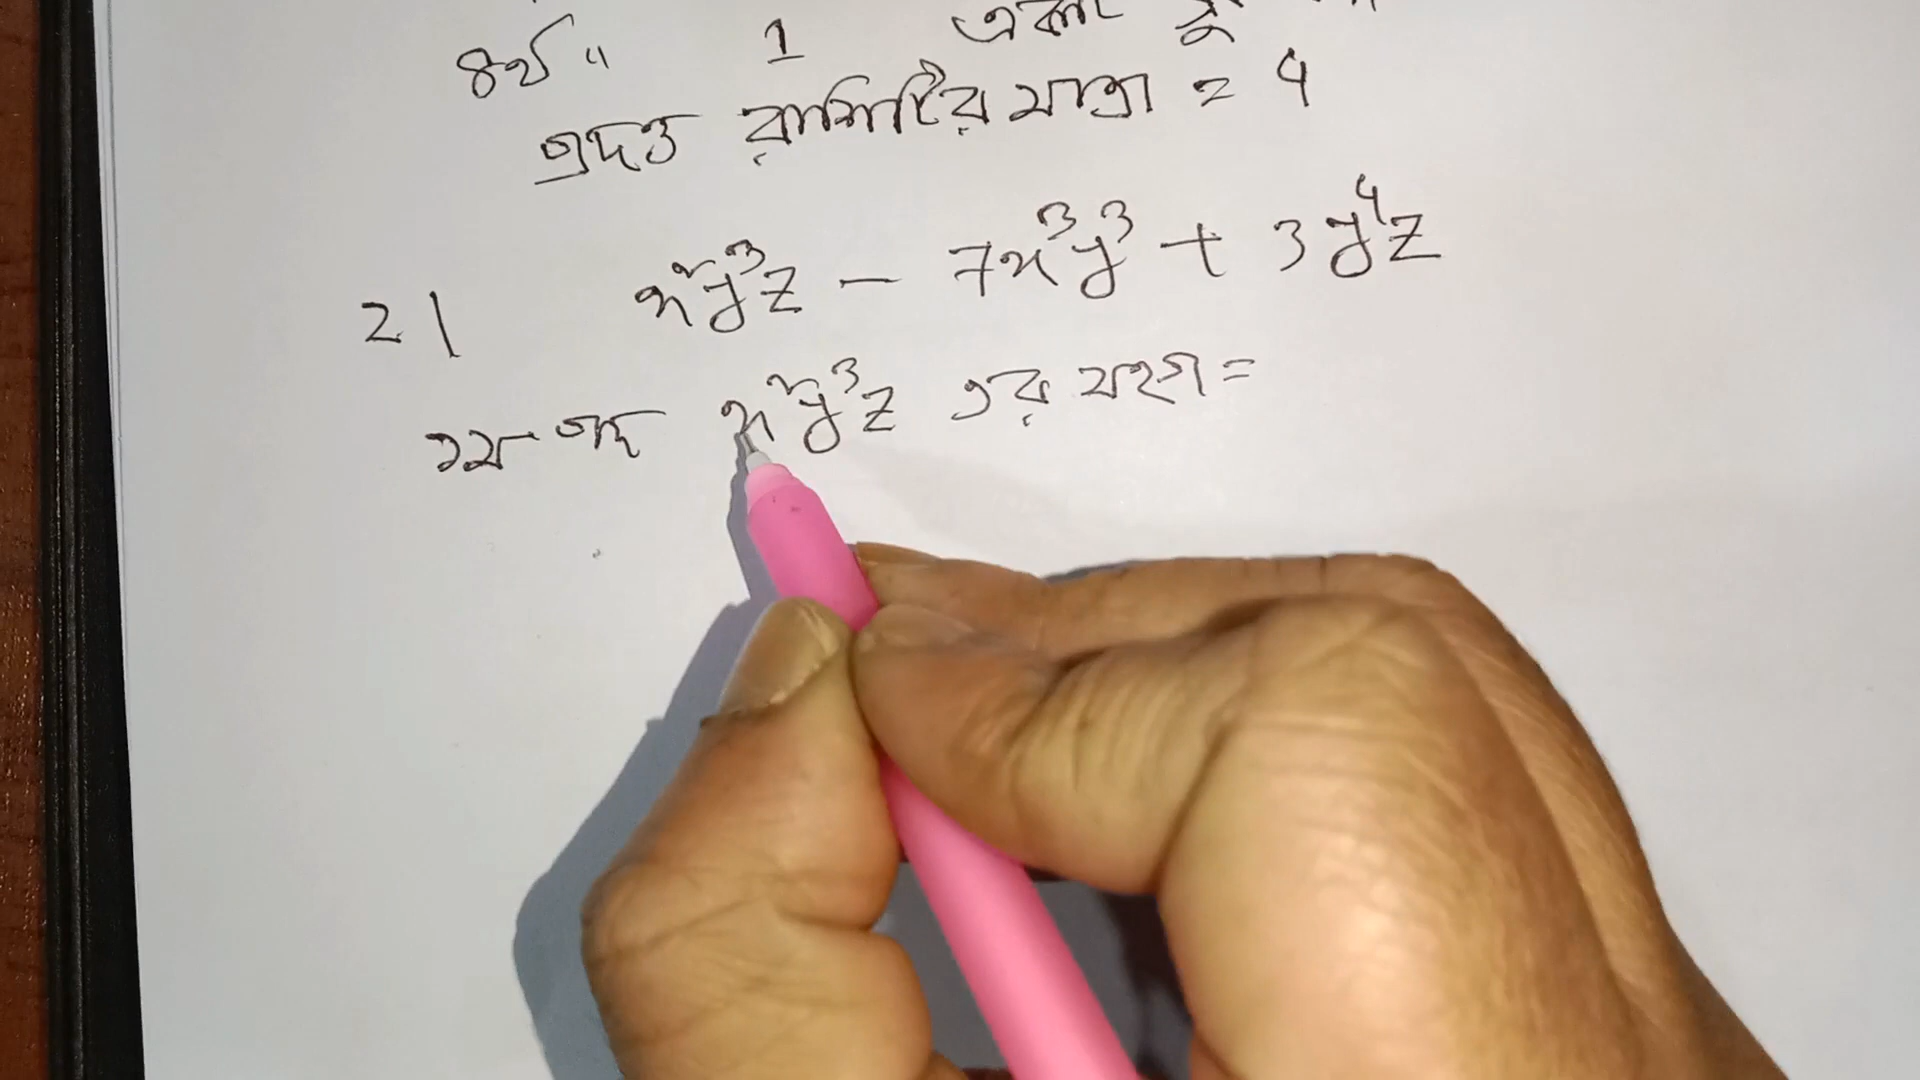 ৪র্থ " 1 একটা
প্রদত্ত রাশিটির মাত্রা = 4
2। x²y³z - 7x³y³ + 3y⁴z
১ম পদ x²y³z এর